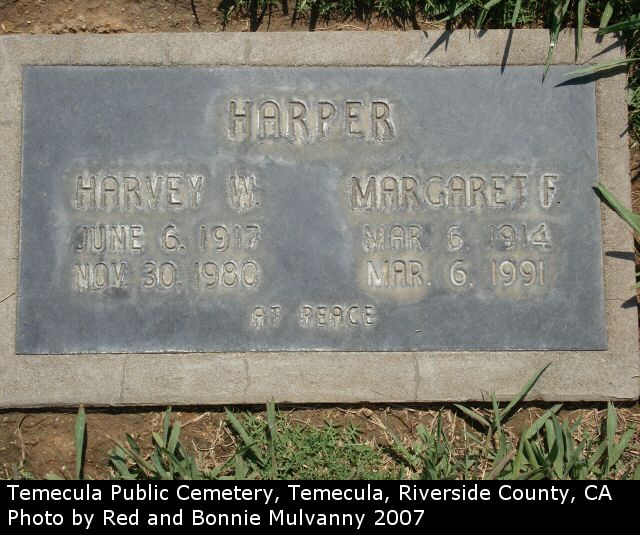 HARPER
HARVEY W.
JUNE 6, 1917
NOV. 30, 1980
MARGARET F.
MAR. 6, 1914
MAR. 6, 1991
AT PEACE
Temecula Public Cemetery, Temecula, Riverside County, CA
Photo by Red and Bonnie Mulvanny 2007